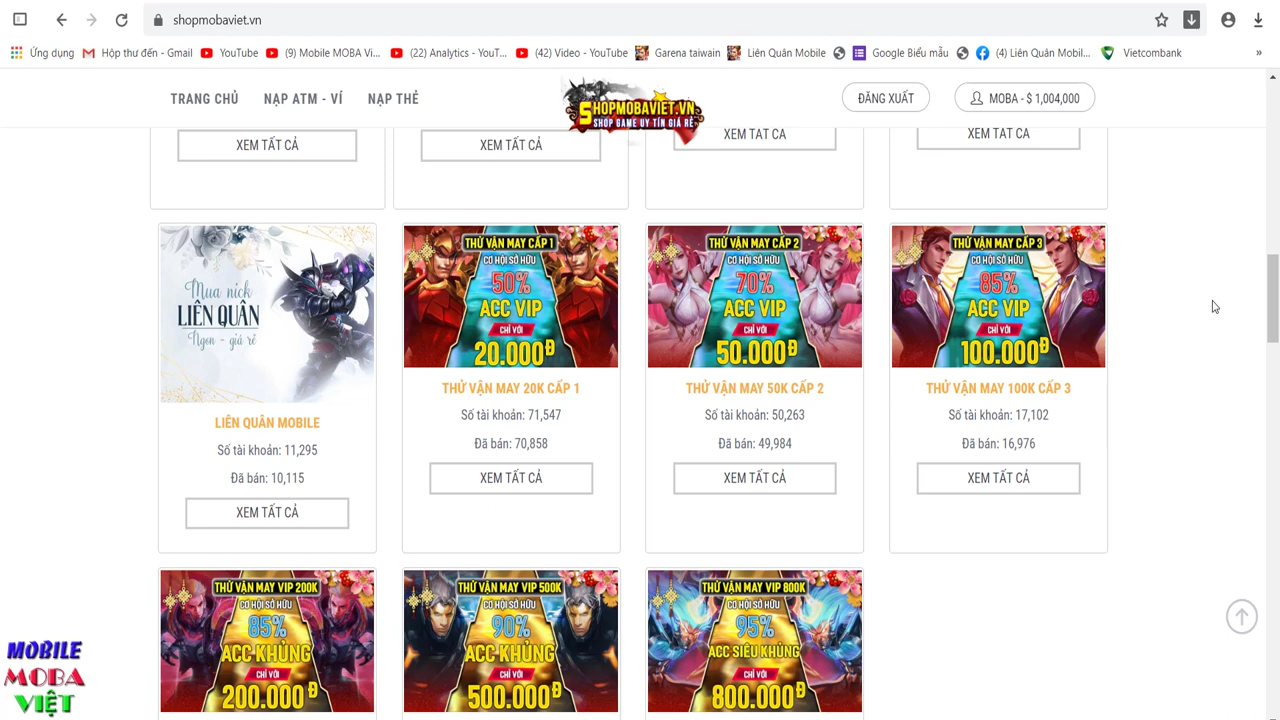 shopmobaviet.vn
Ứng dụng
Hộp thư đến - Gmail
YouTube
(9) Mobile MOBA Vi...
(22) Analytics - YouT...
(42) Video - YouTube
Garena taiwain
Liên Quân Mobile
Google Biểu mẫu
(4) Liên Quân Mobil...
Vietcombank
»
TRANG CHỦ
NẠP ATM - VÍ
NẠP THẺ
SHOPMOBAVIET.VN
SHOP GAME UY TÍN GIÁ RẺ
ĐĂNG XUẤT
MOBA - $ 1,004,000
XEM TẤT CẢ
XEM TẤT CẢ
XEM TẤT CẢ
XEM TẤT CẢ
Mua nick
LIÊN QUÂN
Ngon - giá rẻ
LIÊN QUÂN MOBILE
Số tài khoản: 11,295
Đã bán: 10,115
XEM TẤT CẢ
THỬ VẬN MAY CẤP 1
CƠ HỘI SỞ HỮU
50%
ACC VIP
CHỈ VỚI
20.000Đ
THỬ VẬN MAY 20K CẤP 1
Số tài khoản: 71,547
Đã bán: 70,858
XEM TẤT CẢ
THỬ VẬN MAY CẤP 2
CƠ HỘI SỞ HỮU
70%
ACC VIP
CHỈ VỚI
50.000Đ
THỬ VẬN MAY 50K CẤP 2
Số tài khoản: 50,263
Đã bán: 49,984
XEM TẤT CẢ
THỬ VẬN MAY CẤP 3
CƠ HỘI SỞ HỮU
85%
ACC VIP
CHỈ VỚI
100.000Đ
THỬ VẬN MAY 100K CẤP 3
Số tài khoản: 17,102
Đã bán: 16,976
XEM TẤT CẢ
THỬ VẬN MAY VIP 200K
CƠ HỘI SỞ HỮU
85%
ACC KHỦNG
CHỈ VỚI
200.000Đ
THỬ VẬN MAY VIP 500K
CƠ HỘI SỞ HỮU
90%
ACC KHỦNG
CHỈ VỚI
500.000Đ
THỬ VẬN MAY VIP 800K
CƠ HỘI SỞ HỮU
95%
ACC SIÊU KHỦNG
CHỈ VỚI
800.000Đ
MOBILE
MOBA
VIỆT